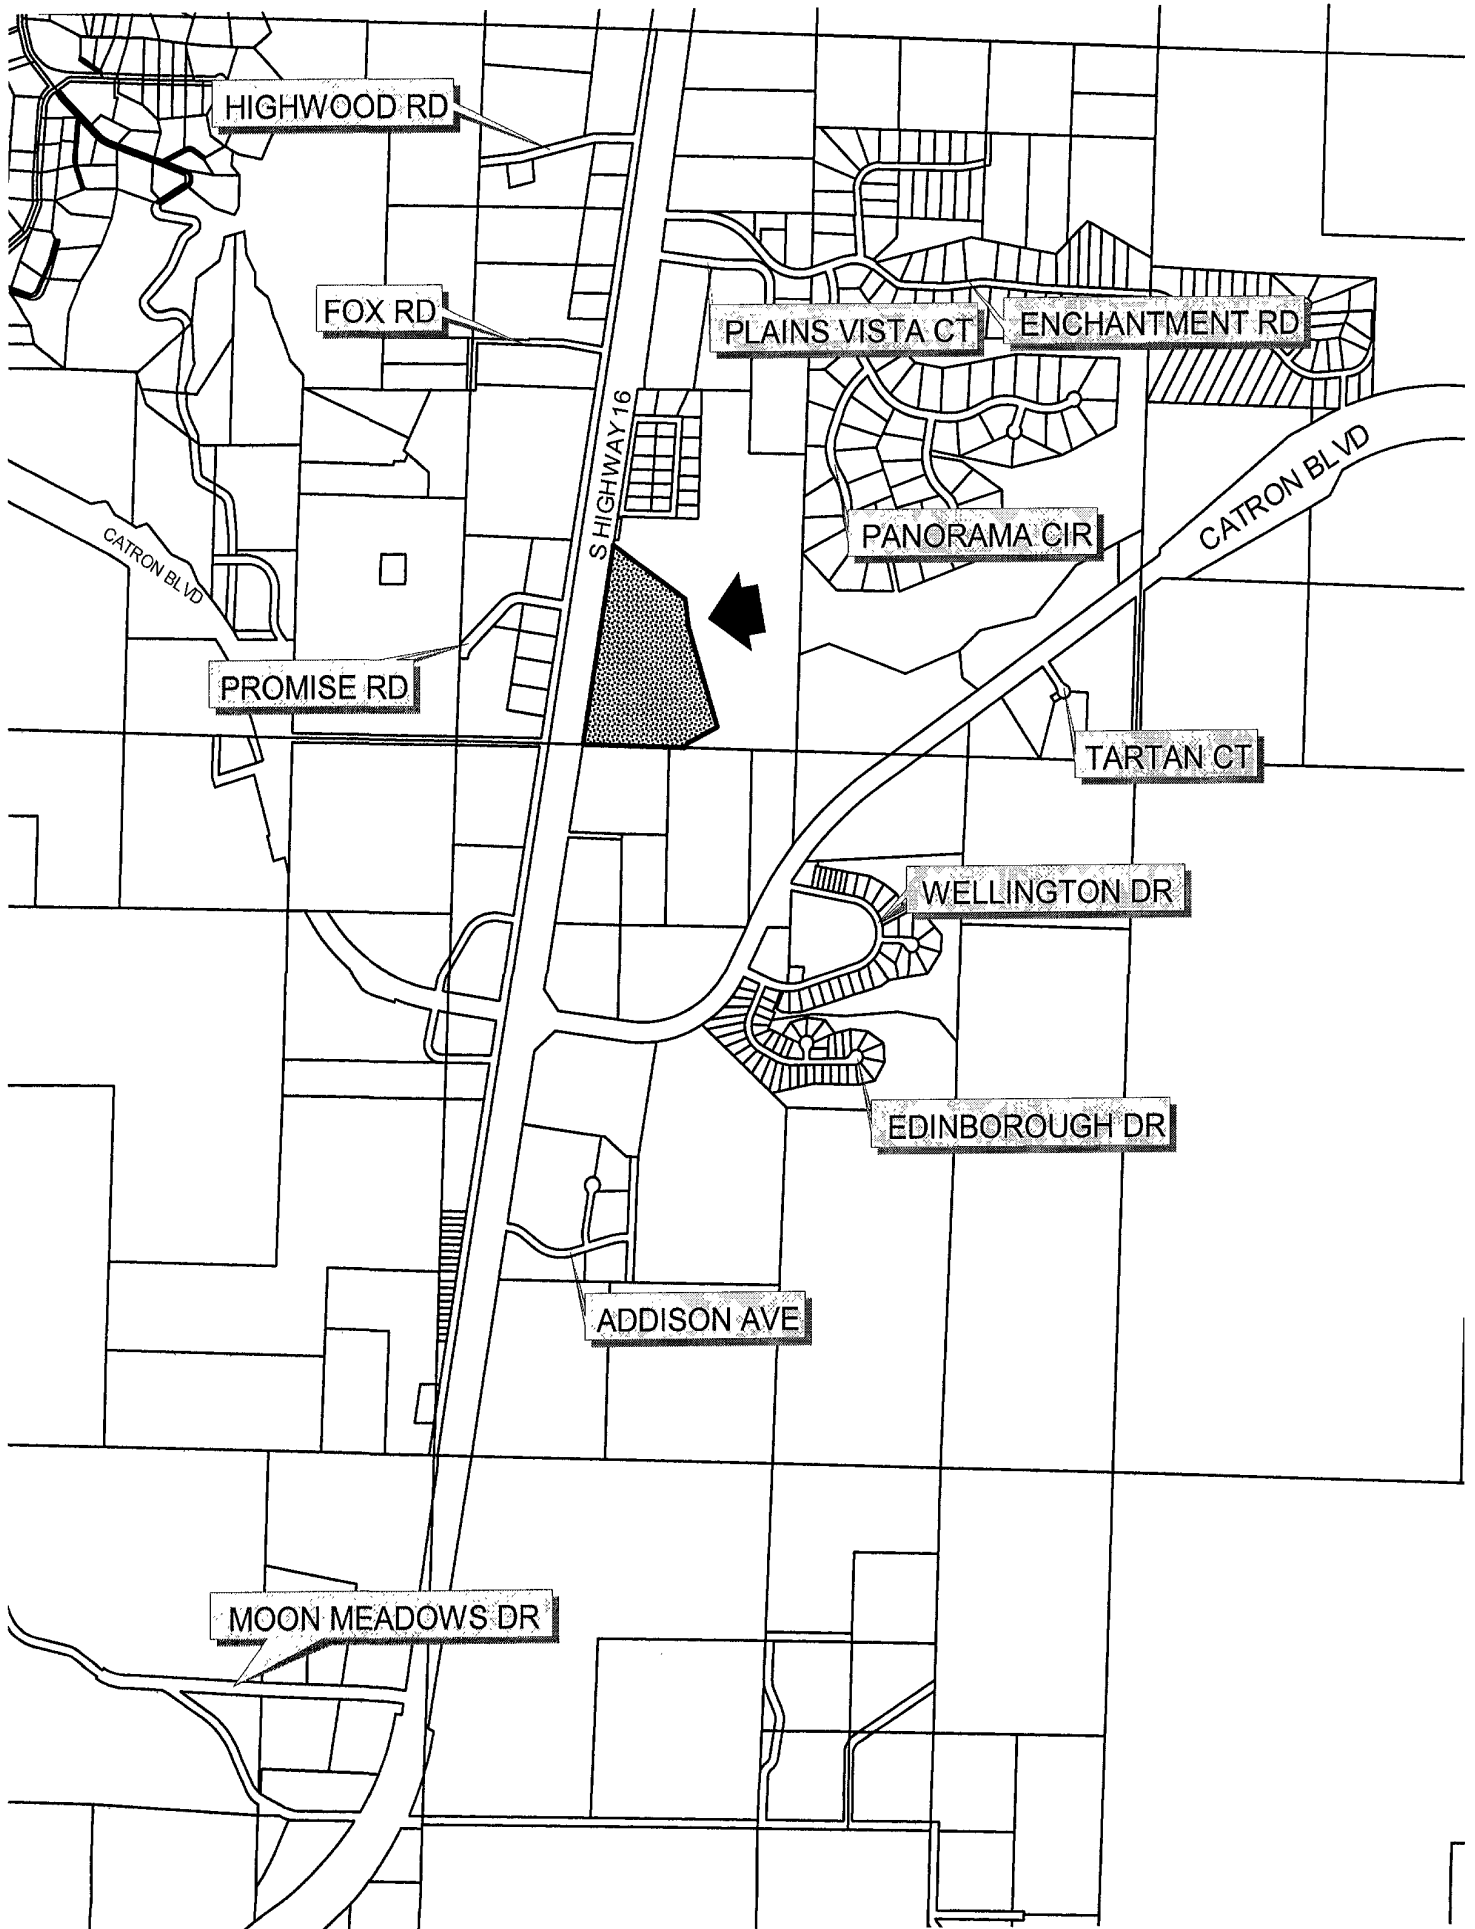 HIGHWOOD RD
FOX RD
PLAINS VISTA CT
ENCHANTMENT RD
S HIGHWAY 16
CATRON BLVD
PANORAMA CIR
CATRON BLVD
PROMISE RD
TARTAN CT
WELLINGTON DR
EDINBOROUGH DR
ADDISON AVE
MOON MEADOWS DR